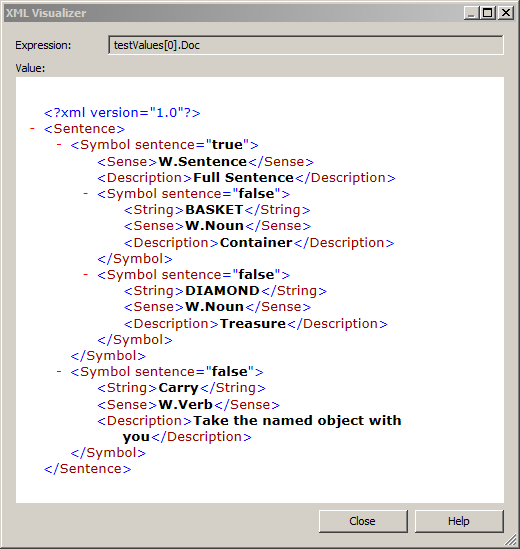 XML Visualizer
Expression:
testValues[0].Doc
Value:
<?xml version="1.0"?>
- <Sentence>
- <Symbol sentence="true">
<Sense>W.Sentence</Sense>
<Description>Full Sentence</Description>
- <Symbol sentence="false">
<String>BASKET</String>
<Sense>W.Noun</Sense>
<Description>Container</Description>
</Symbol>
- <Symbol sentence="false">
<String>DIAMOND</String>
<Sense>W.Noun</Sense>
<Description>Treasure</Description>
</Symbol>
</Symbol>
- <Symbol sentence="false">
<String>Carry</String>
<Sense>W.Verb</Sense>
<Description>Take the named object with
you</Description>
</Symbol>
</Sentence>
Close
Help